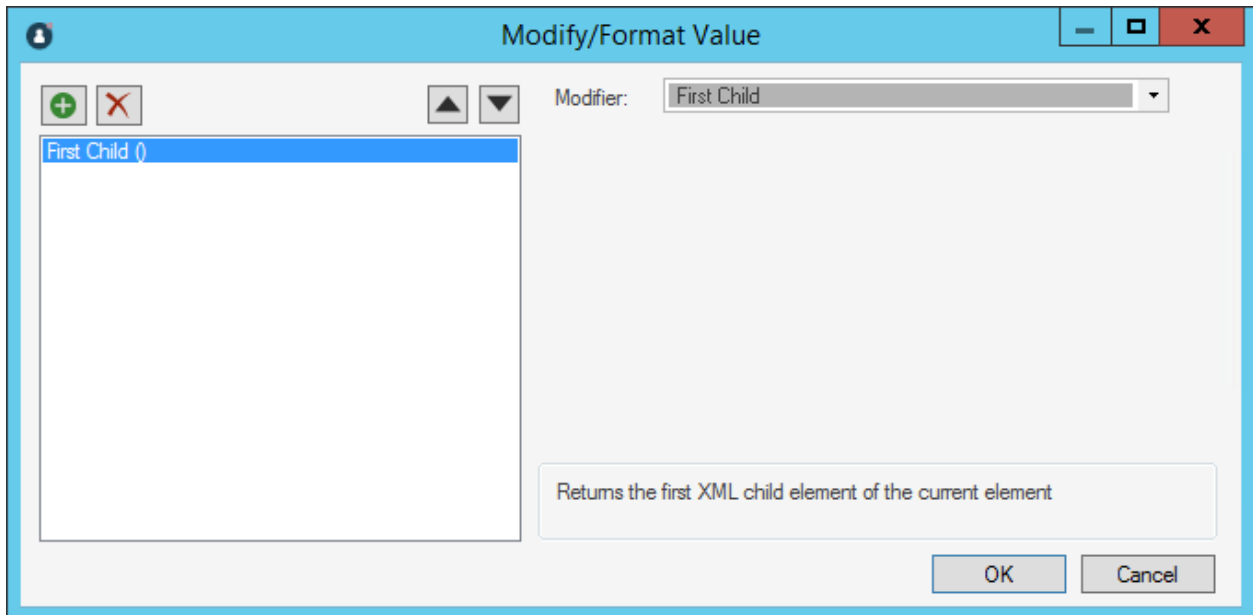 Modify/Format Value
Modifier:
First Child
First Child ()
Returns the first XML child element of the current element
OK
Cancel